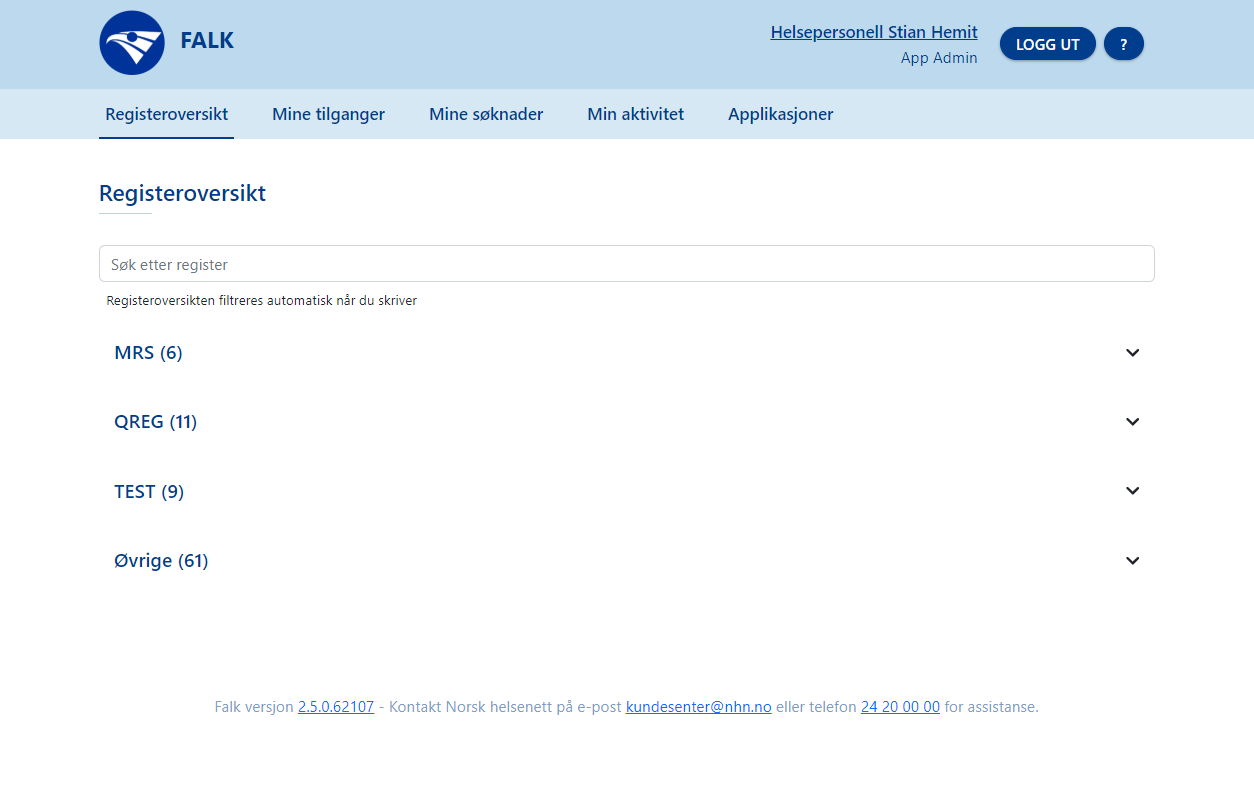 FALK
Helsepersonell Stian Hemit
App Admin
LOGG UT
?
Registeroversikt
Mine tilganger
Mine søknader
Min aktivitet
Applikasjoner
Registeroversikt
Søk etter register
Registeroversikten filtreres automatisk når du skriver
MRS (6)
QREG (11)
TEST (9)
Øvrige (61)
Falk versjon 2.5.0.62107 - Kontakt Norsk helsenett på e-post kundesenter@nhn.no eller telefon 24 20 00 00 for assistanse.